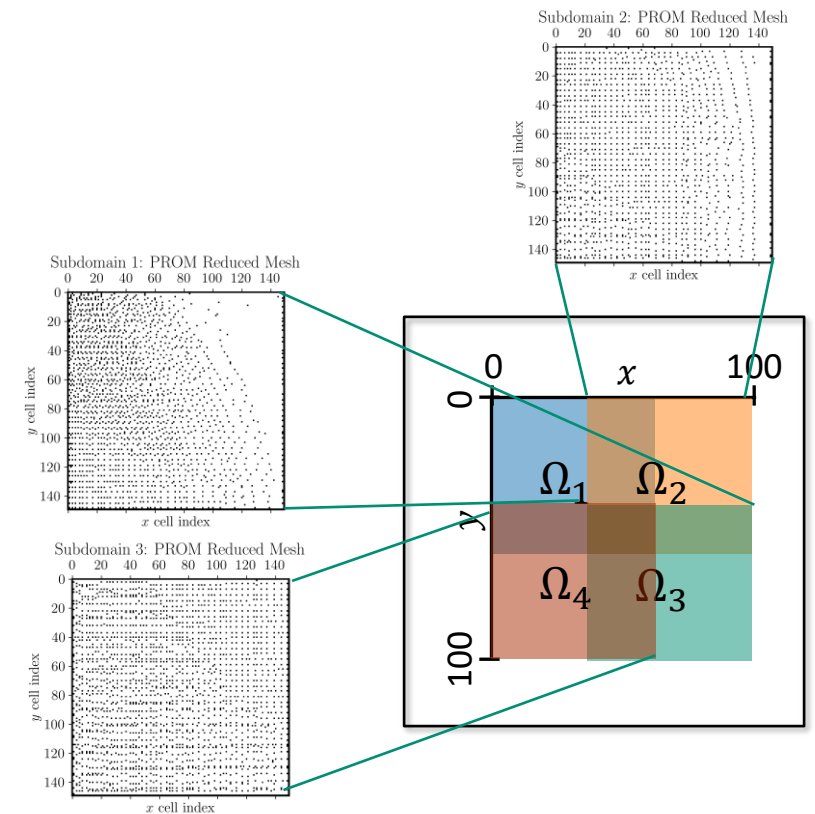 Subdomain 2: PROM Reduced Mesh
0 20 40 60 80 100 120 140
0
20
40
60
80
100
120
140
y cell index
x cell index
Subdomain 1: PROM Reduced Mesh
0 20 40 60 80 100 120 140
0
20
40
60
80
100
120
140
y cell index
x cell index
0 x 100
0
y
100
Ω₁ Ω₂
Ω₄ Ω₃
Subdomain 3: PROM Reduced Mesh
0 20 40 60 80 100 120 140
0
20
40
60
80
100
120
140
y cell index
x cell index